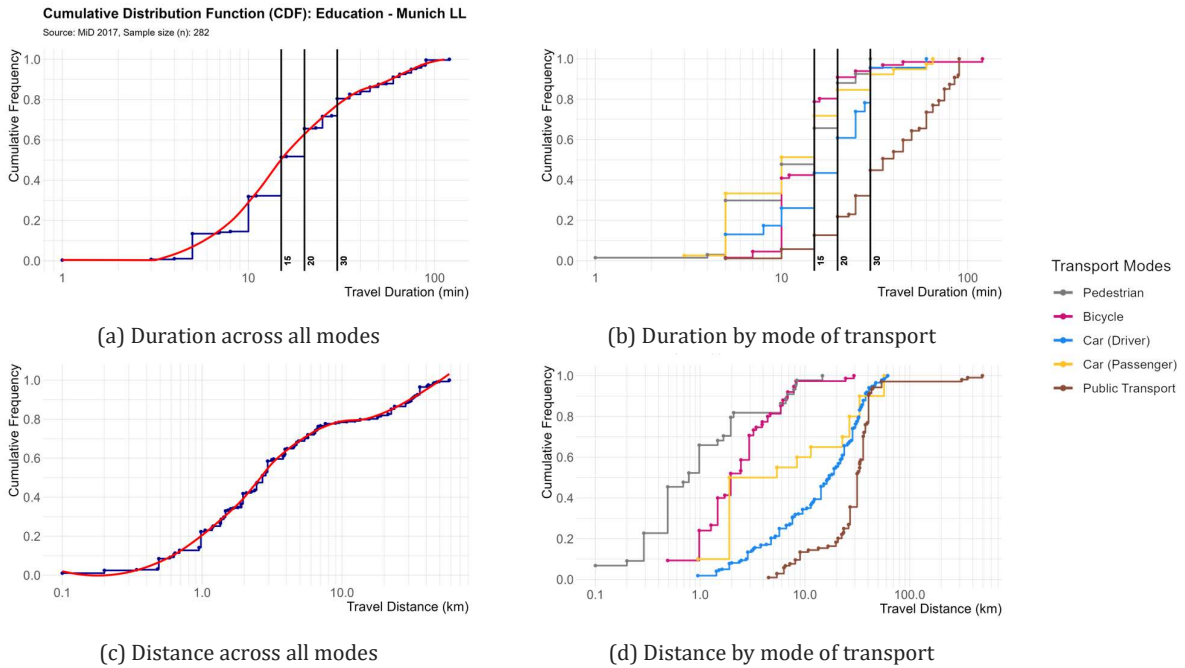 Cumulative Distribution Function (CDF): Education - Munich LL
Source: MiD 2017, Sample size (n): 282
Cumulative Frequency
1.0
0.8
0.6
0.4
0.2
0.0
15
20
30
1
10
100
Travel Duration (min)
(a) Duration across all modes
Cumulative Frequency
1.0
0.8
0.6
0.4
0.2
0.0
15
20
30
1
10
100
Travel Duration (min)
(b) Duration by mode of transport
Transport Modes
Pedestrian
Bicycle
Car (Driver)
Car (Passenger)
Public Transport
Cumulative Frequency
1.0
0.8
0.6
0.4
0.2
0.0
0.1
1.0
10.0
Travel Distance (km)
(c) Distance across all modes
Cumulative Frequency
1.0
0.8
0.6
0.4
0.2
0.0
0.1
1.0
10.0
100.0
Travel Distance (km)
(d) Distance by mode of transport